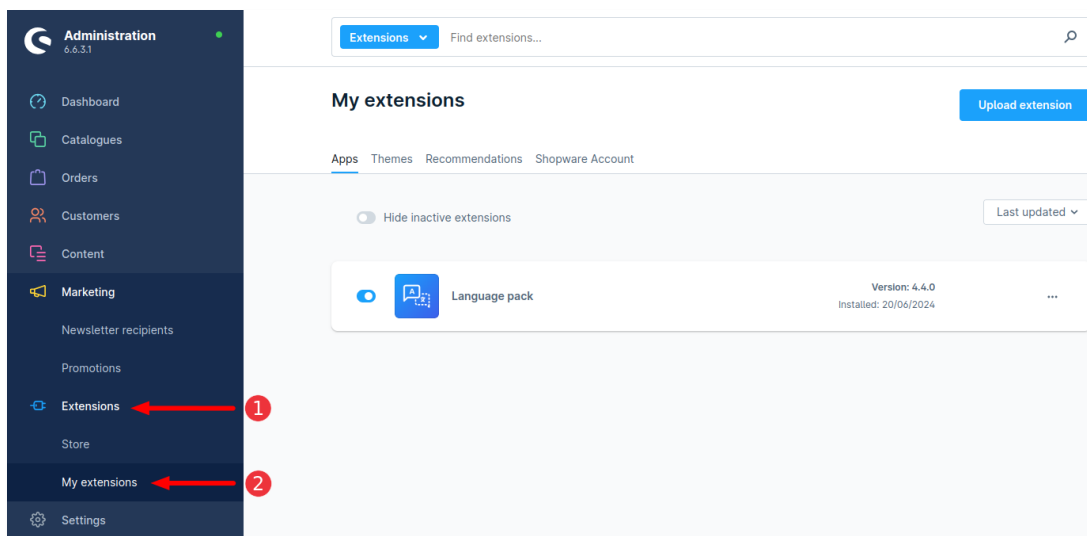 Administration
6.6.3.1
Dashboard
Catalogues
Orders
Customers
Content
Marketing
Newsletter recipients
Promotions
Extensions
1
Store
My extensions
2
Settings
Extensions
Find extensions...
My extensions
Upload extension
Apps Themes Recommendations Shopware Account
Hide inactive extensions
Last updated
A
Language pack
Version: 4.4.0
Installed: 20/06/2024